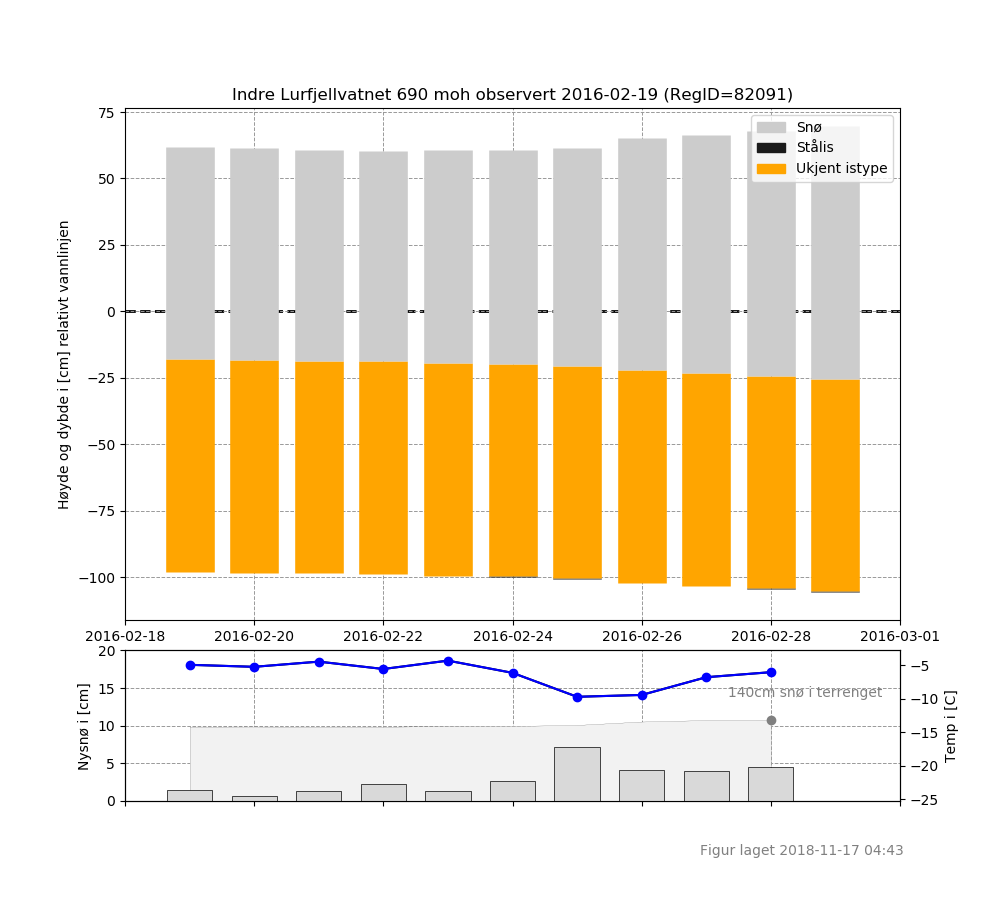 Indre Lurfjellvatnet 690 moh observert 2016-02-19 (RegID=82091)
Høyde og dybde i [cm] relativt vannlinjen
75
50
25
0
−25
−50
−75
−100
Snø
Stålis
Ukjent istype
2016-02-18 2016-02-20 2016-02-22 2016-02-24 2016-02-26 2016-02-28 2016-03-01
Nysnø i [cm]
20
15
10
5
0
140cm snø i terrenget
−5
−10
−15
−20
−25
Temp i [C]
Figur laget 2018-11-17 04:43